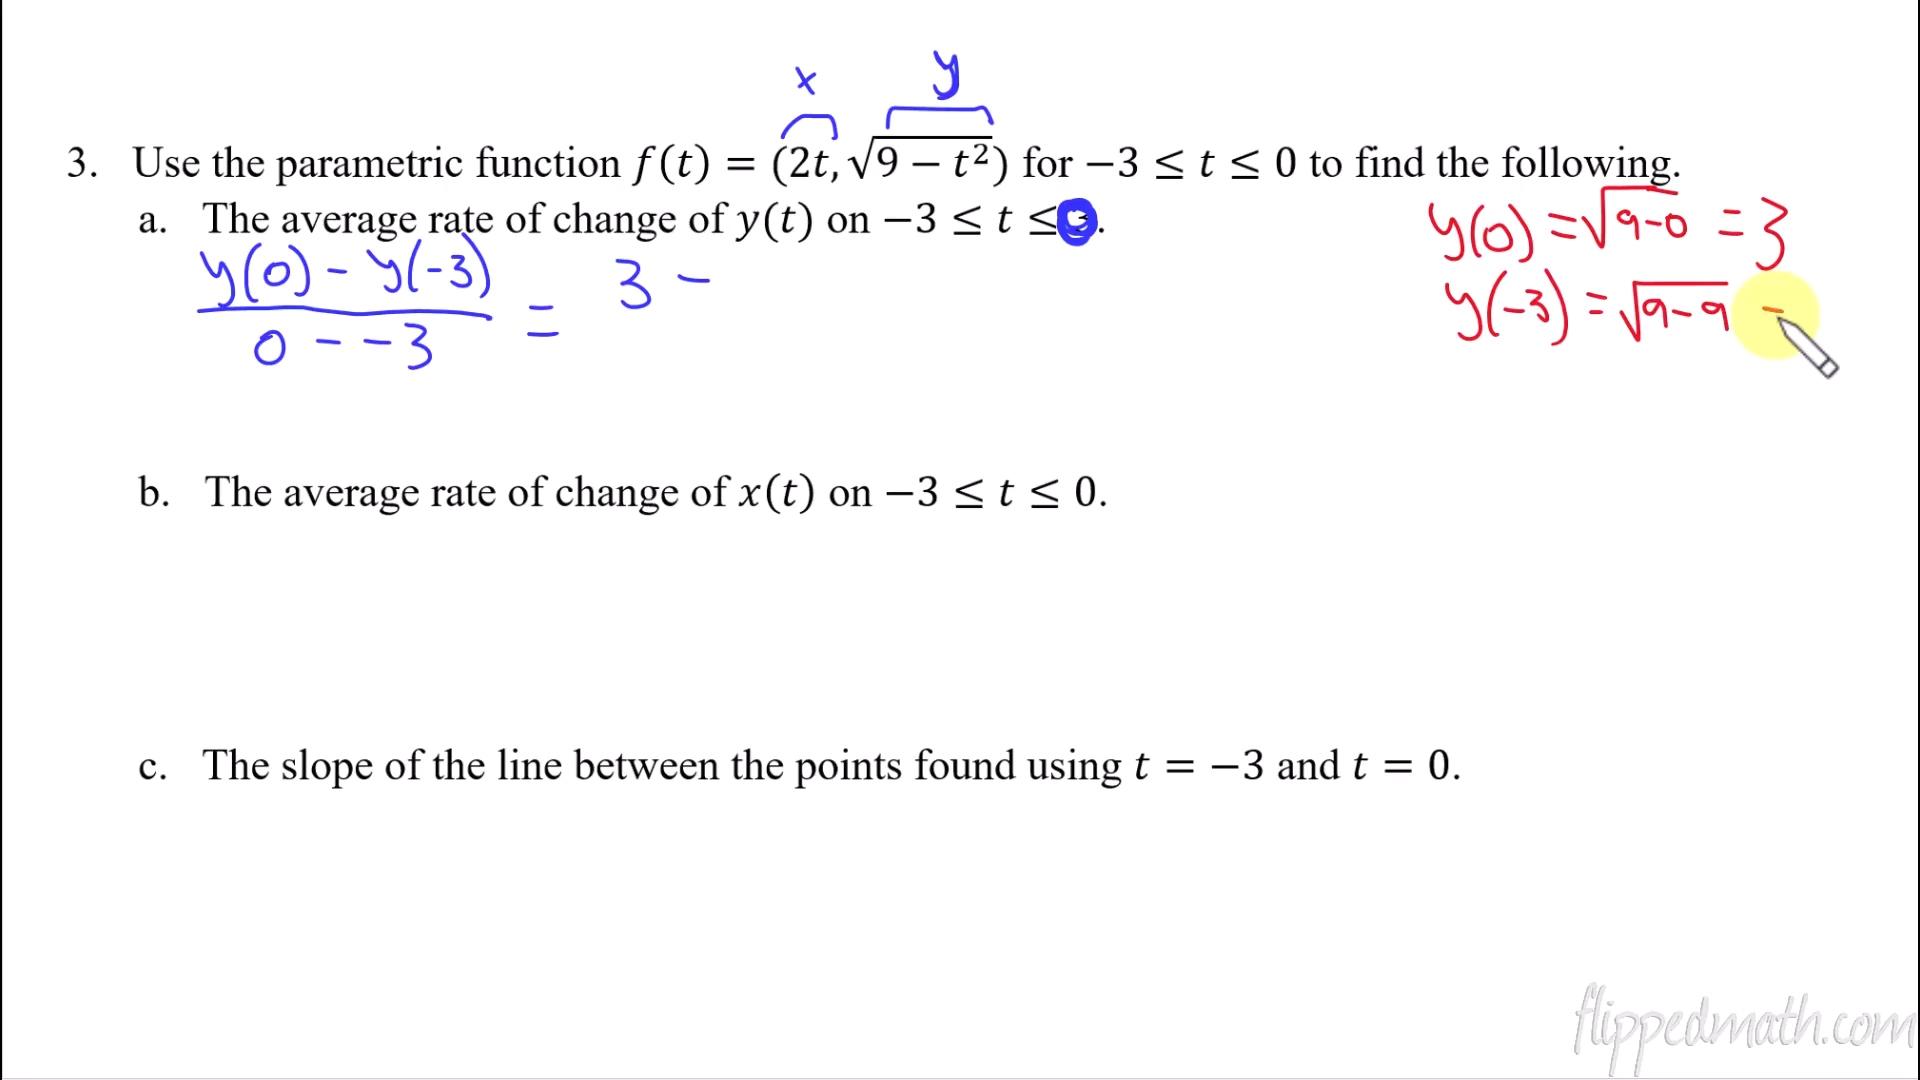 x y
3. Use the parametric function f(t) = (2t, √9 − t²) for −3 ≤ t ≤ 0 to find the following.
a. The average rate of change of y(t) on −3 ≤ t ≤ 0.
y(0) = √9-0 = 3
y(0) - y(-3) = 3 -
0 - -3
y(-3) = √9-9 =
b. The average rate of change of x(t) on −3 ≤ t ≤ 0.
c. The slope of the line between the points found using t = −3 and t = 0.
flippedmath.com